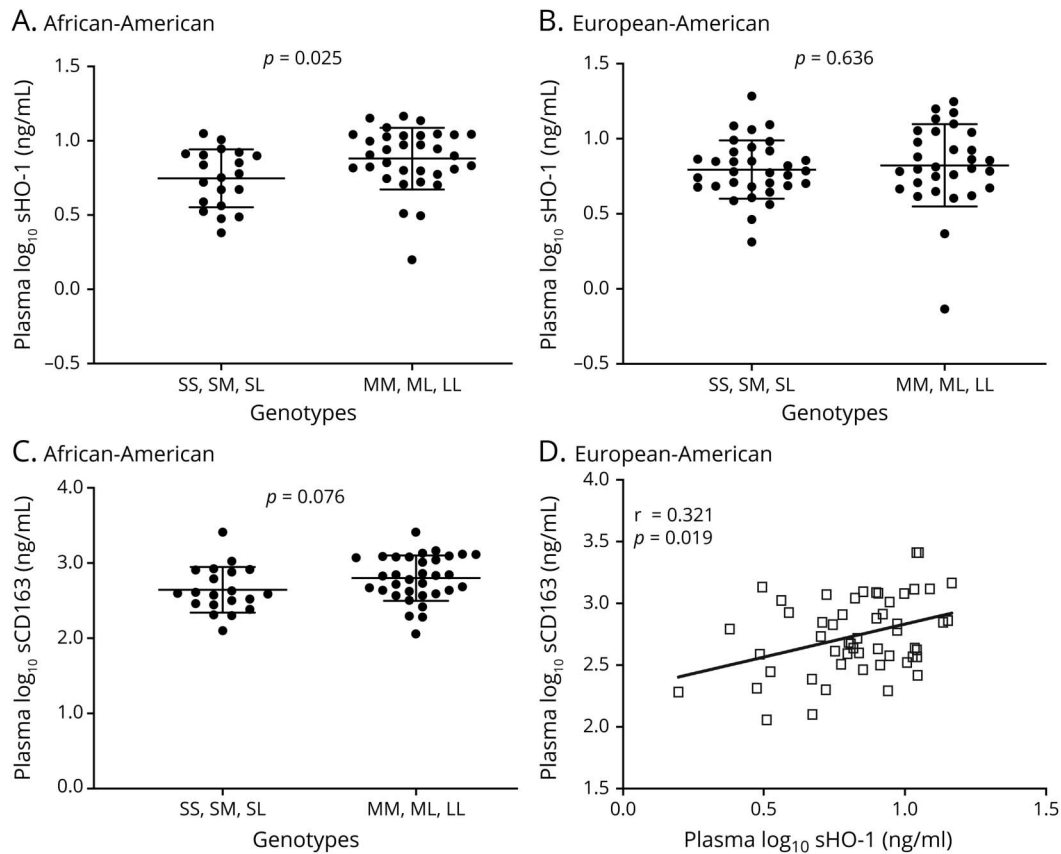 A. African-American
p = 0.025
Plasma log10 sHO-1 (ng/mL)
1.5
1.0
0.5
0.0
–0.5
SS, SM, SL
MM, ML, LL
Genotypes
B. European-American
p = 0.636
Plasma log10 sHO-1 (ng/mL)
1.5
1.0
0.5
0.0
–0.5
SS, SM, SL
MM, ML, LL
Genotypes
C. African-American
p = 0.076
Plasma log10 sCD163 (ng/mL)
4.0
3.0
2.0
1.0
0.0
SS, SM, SL
MM, ML, LL
Genotypes
D. European-American
r = 0.321
p = 0.019
Plasma log10 sCD163 (ng/mL)
4.0
3.5
3.0
2.5
2.0
1.5
0.0
0.5
1.0
1.5
Plasma log10 sHO-1 (ng/ml)